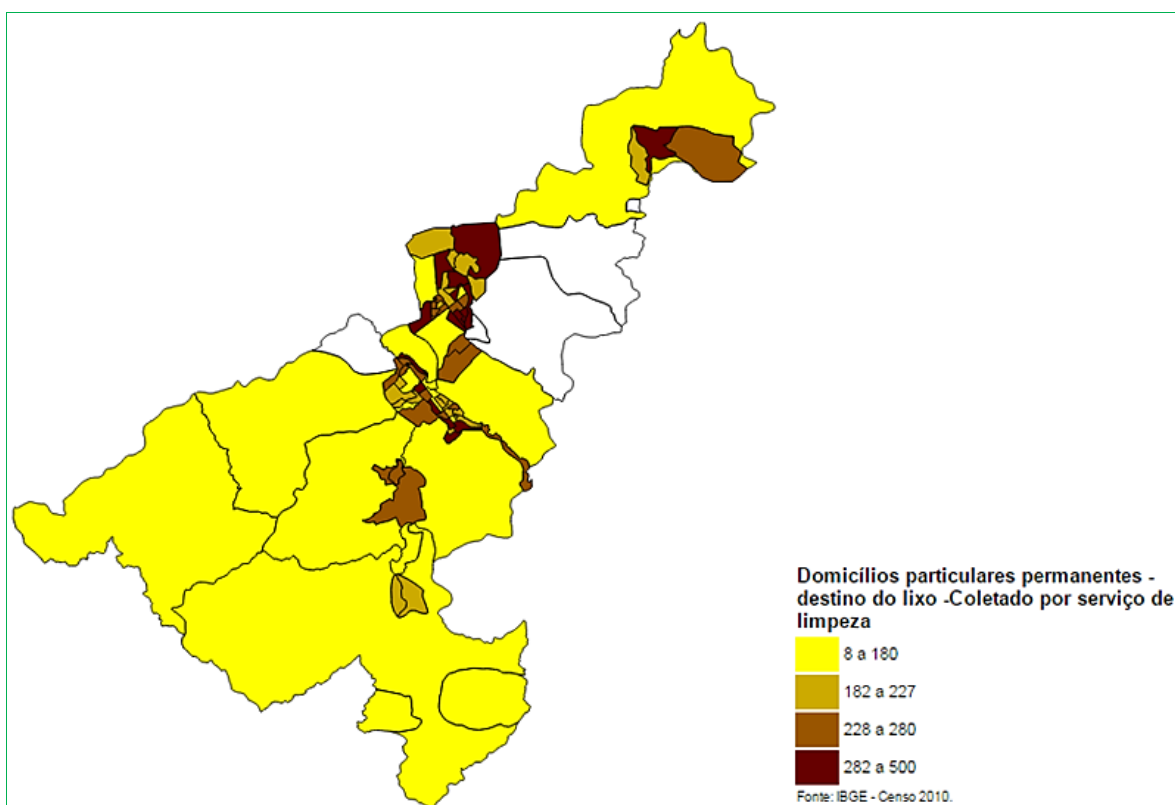 Domicílios particulares permanentes -
destino do lixo -Coletado por serviço de
limpeza
8 a 180
182 a 227
228 a 280
282 a 500
Fonte: IBGE - Censo 2010.